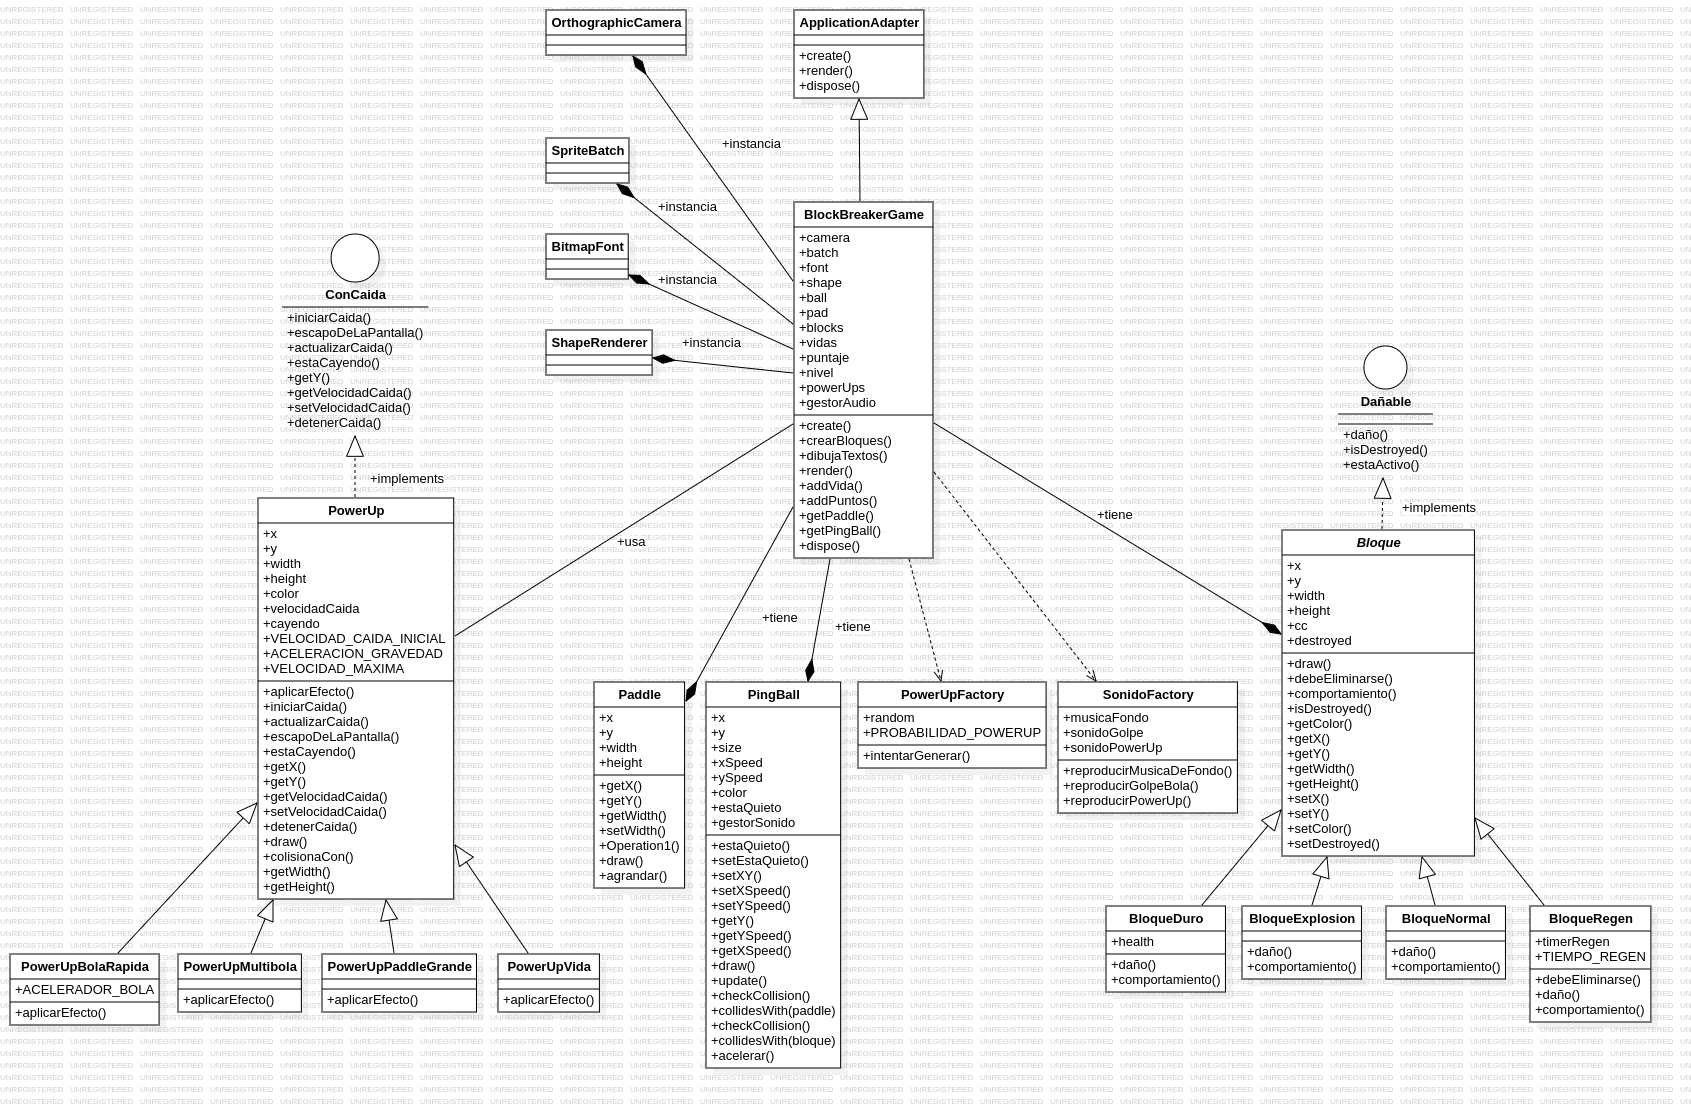 OrthographicCamera
ApplicationAdapter
+create()
+render()
+dispose()
+instancia
SpriteBatch
+instancia
BitmapFont
+instancia
ShapeRenderer
+instancia
BlockBreakerGame
+camera
+batch
+font
+shape
+ball
+pad
+blocks
+vidas
+puntaje
+nivel
+powerUps
+gestorAudio
+create()
+crearBloques()
+dibujaTextos()
+render()
+addVida()
+addPuntos()
+getPaddle()
+getPingBall()
+dispose()
ConCaida
+iniciarCaida()
+escapoDeLaPantalla()
+actualizarCaida()
+estaCayendo()
+getY()
+getVelocidadCaida()
+setVelocidadCaida()
+detenerCaida()
+implements
Dañable
+daño()
+isDestroyed()
+estaActivo()
+implements
+usa
+tiene
+tiene
+tiene
PowerUp
+x
+y
+width
+height
+color
+velocidadCaida
+cayendo
+VELOCIDAD_CAIDA_INICIAL
+ACELERACION_GRAVEDAD
+VELOCIDAD_MAXIMA
+aplicarEfecto()
+iniciarCaida()
+actualizarCaida()
+escapoDeLaPantalla()
+estaCayendo()
+getX()
+getY()
+getVelocidadCaida()
+setVelocidadCaida()
+detenerCaida()
+draw()
+colisionaCon()
+getWidth()
+getHeight()
Paddle
+x
+y
+width
+height
+getX()
+getY()
+getWidth()
+setWidth()
+Operation1()
+draw()
+agrandar()
PingBall
+x
+y
+size
+xSpeed
+ySpeed
+color
+estaQuieto
+gestorSonido
+estaQuieto()
+setEstaQuieto()
+setXY()
+setXSpeed()
+setYSpeed()
+getY()
+getYSpeed()
+getXSpeed()
+draw()
+update()
+checkCollision()
+collidesWith(paddle)
+checkCollision()
+collidesWith(bloque)
+acelerar()
PowerUpFactory
+random
+PROBABILIDAD_POWERUP
+intentarGenerar()
SonidoFactory
+musicaFondo
+sonidoGolpe
+sonidoPowerUp
+reproducirMusicaDeFondo()
+reproducirGolpeBola()
+reproducirPowerUp()
Bloque
+x
+y
+width
+height
+cc
+destroyed
+draw()
+debeEliminarse()
+comportamiento()
+isDestroyed()
+getColor()
+getX()
+getY()
+getWidth()
+getHeight()
+setX()
+setY()
+setColor()
+setDestroyed()
PowerUpBolaRapida
+ACELERADOR_BOLA
+aplicarEfecto()
PowerUpMultibola
+aplicarEfecto()
PowerUpPaddleGrande
+aplicarEfecto()
PowerUpVida
+aplicarEfecto()
BloqueDuro
+health
+daño()
+comportamiento()
BloqueExplosion
+daño()
+comportamiento()
BloqueNormal
+daño()
+comportamiento()
BloqueRegen
+timerRegen
+TIEMPO_REGEN
+debeEliminarse()
+daño()
+comportamiento()